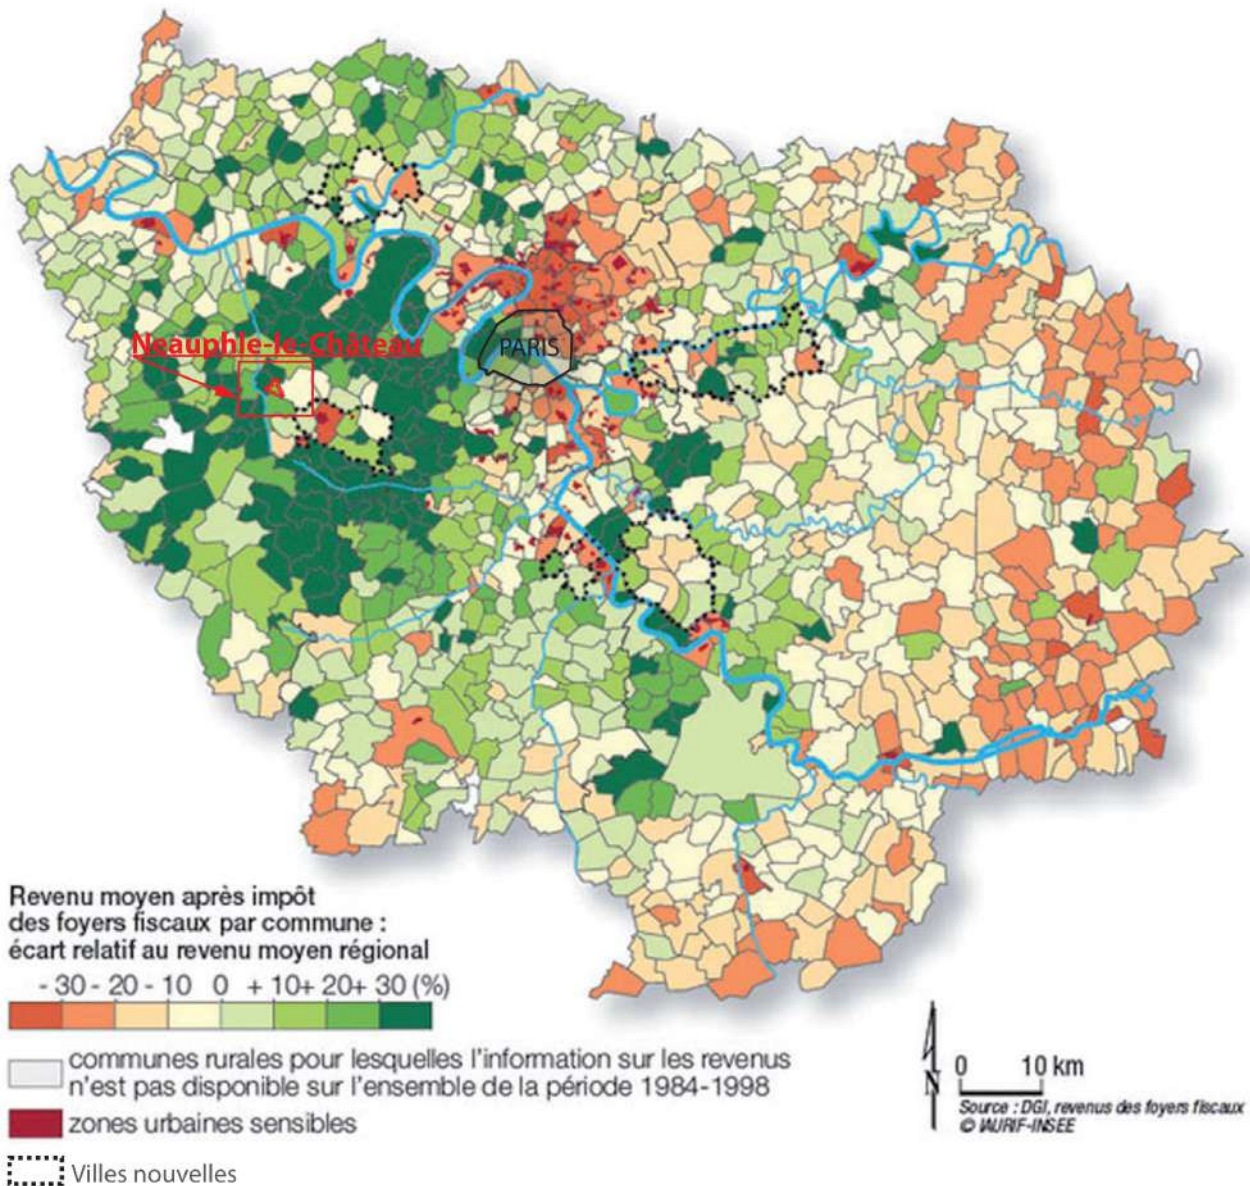 Neauphle-le-Château
A
PARIS
Revenu moyen après impôt
des foyers fiscaux par commune :
écart relatif au revenu moyen régional
- 30 - 20 - 10 0 + 10+ 20+ 30 (%)
communes rurales pour lesquelles l'information sur les revenus
n'est pas disponible sur l'ensemble de la période 1984-1998
zones urbaines sensibles
Villes nouvelles
N
0 10 km
Source : DGI, revenus des foyers fiscaux
© IAURIF-INSEE